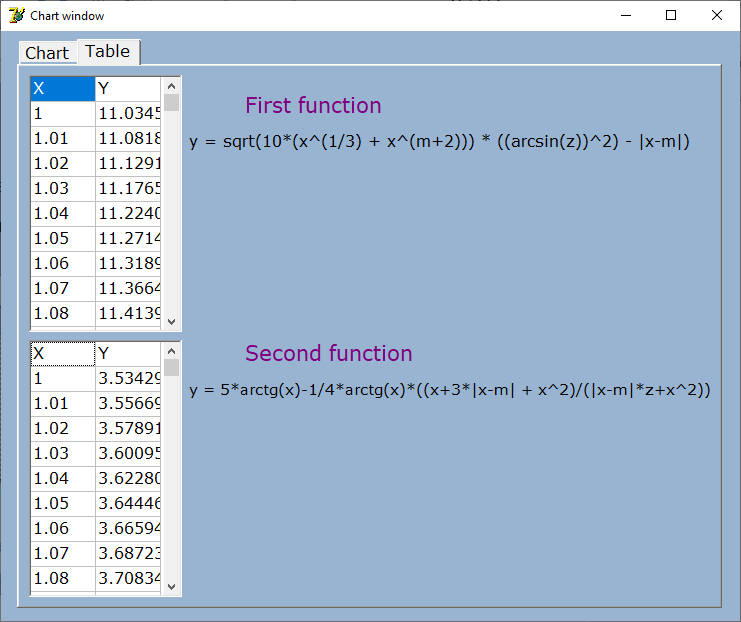 Chart window
Chart Table
X Y
1 11.0345
1.01 11.0818
1.02 11.1291
1.03 11.1765
1.04 11.2240
1.05 11.2714
1.06 11.3189
1.07 11.3664
1.08 11.4139
First function
y = sqrt(10*(x^(1/3) + x^(m+2))) * ((arcsin(z))^2) - |x-m|)
X Y
1 3.53429
1.01 3.55669
1.02 3.57891
1.03 3.60095
1.04 3.62280
1.05 3.64446
1.06 3.66594
1.07 3.68723
1.08 3.70834
Second function
y = 5*arctg(x)-1/4*arctg(x)*((x+3*|x-m| + x^2)/(|x-m|*z+x^2))